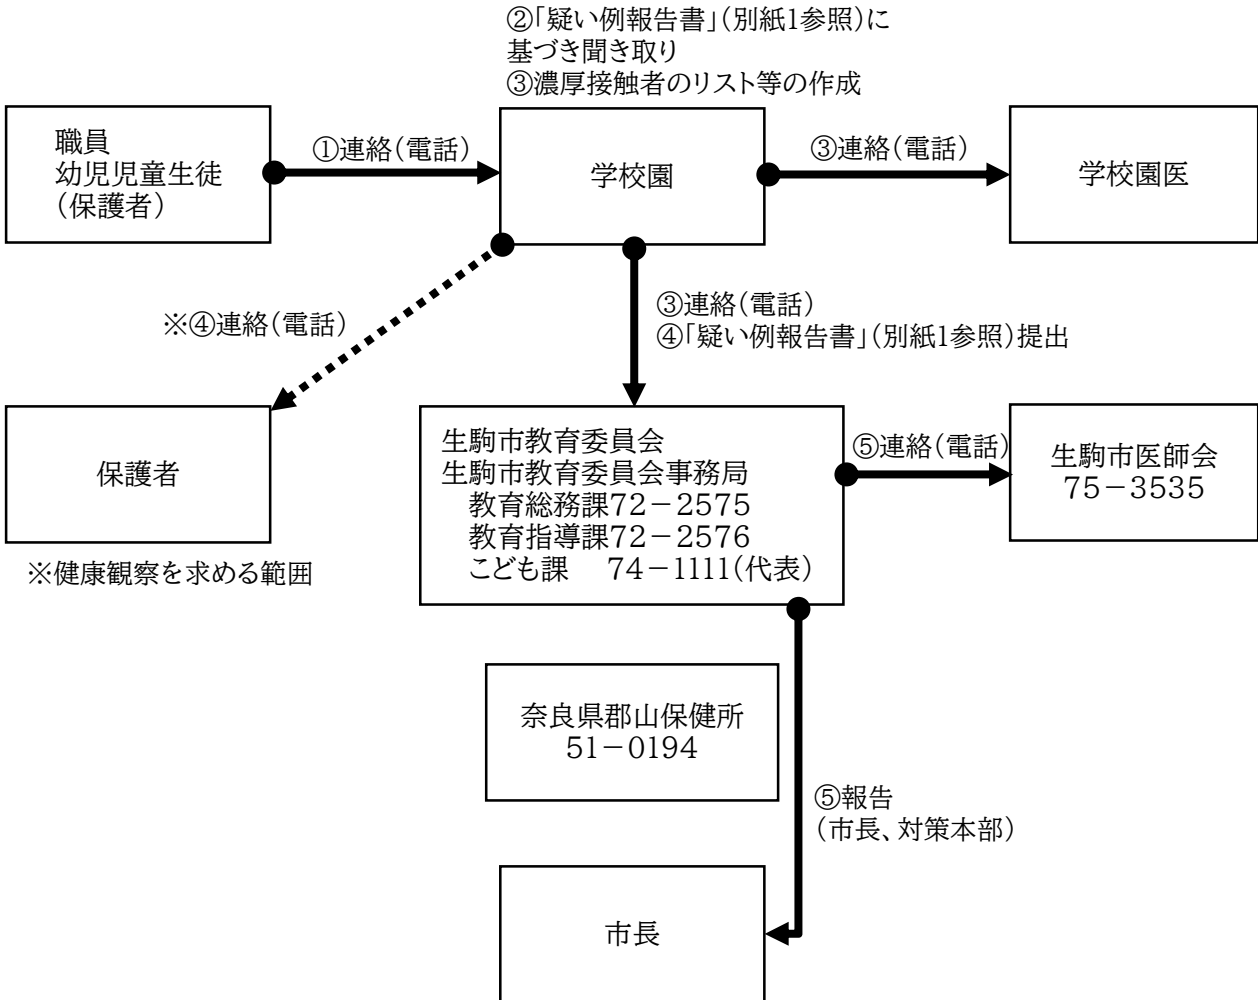 ②「疑い例報告書」（別紙1参照）に
基づき聞き取り
③濃厚接触者のリスト等の作成
職員
幼児児童生徒
（保護者）
①連絡（電話）
学校園
③連絡（電話）
学校園医
※④連絡（電話）
③連絡（電話）
④「疑い例報告書」（別紙1参照）提出
保護者
※健康観察を求める範囲
生駒市教育委員会
生駒市教育委員会事務局
教育総務課72－2575
教育指導課72－2576
こども課　74－1111（代表）
⑤連絡（電話）
生駒市医師会
75－3535
奈良県郡山保健所
51－0194
⑤報告
（市長、対策本部）
市長